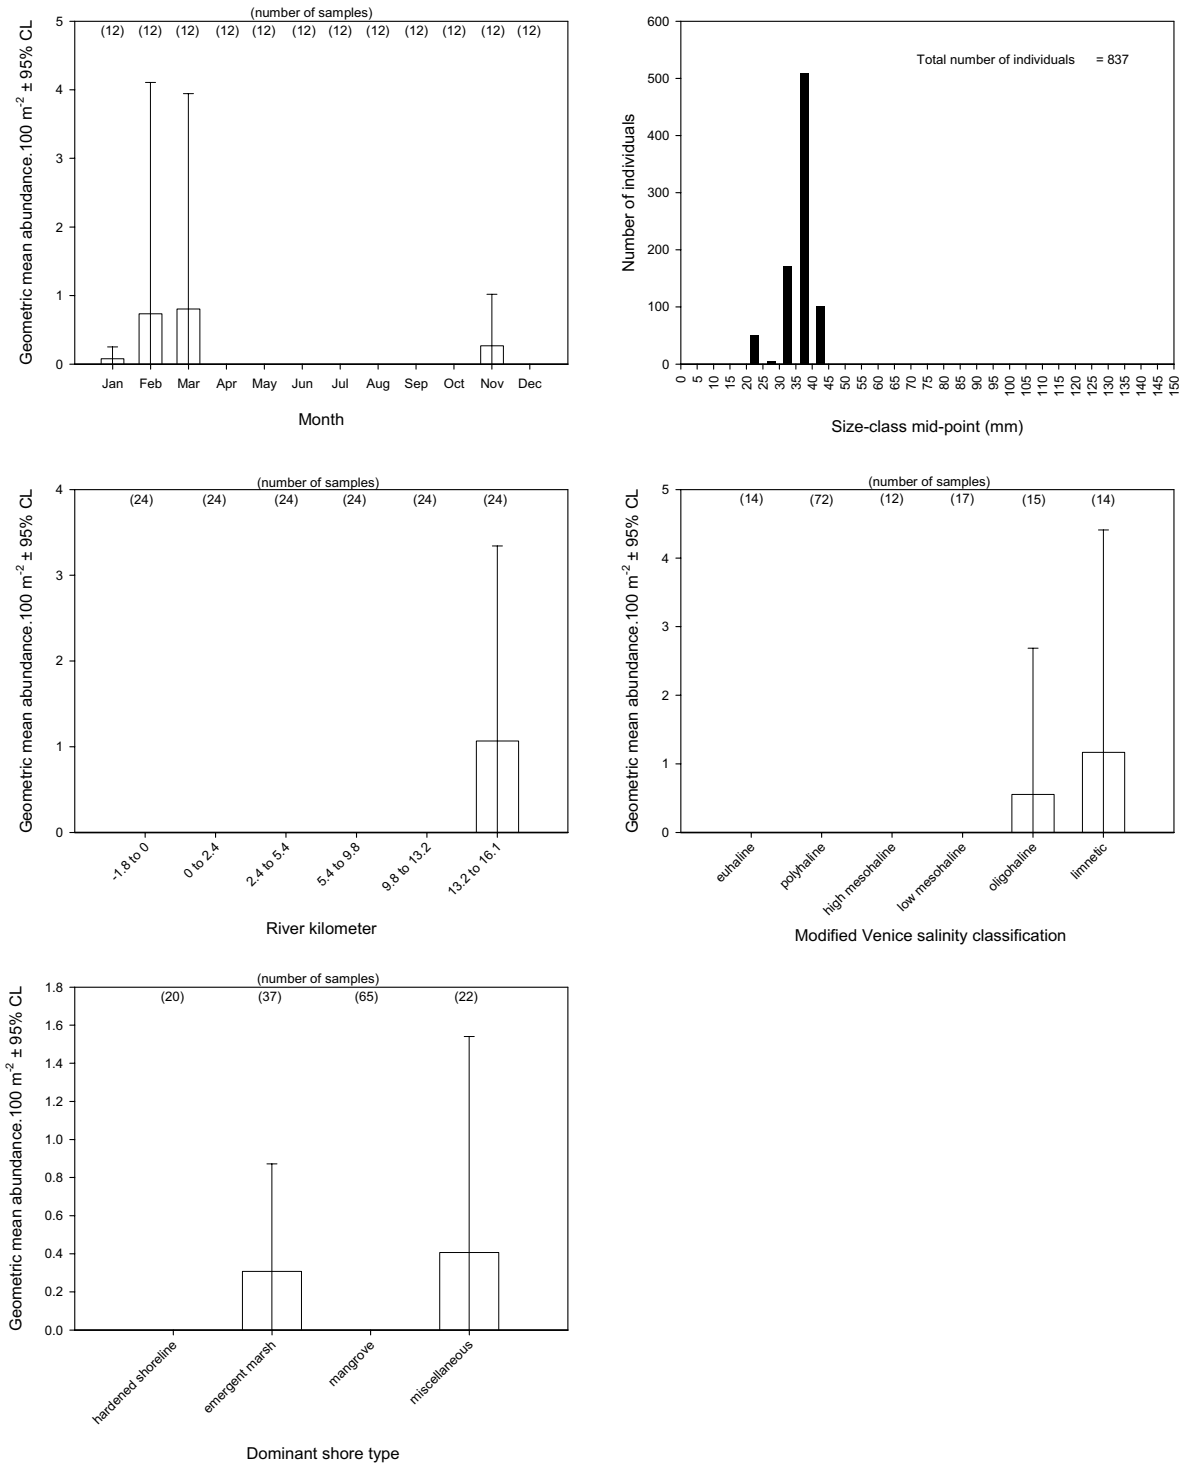 (number of samples)
(12) (12) (12) (12) (12) (12) (12) (12) (12) (12) (12) (12)
Geometric mean abundance.100 m-2 ± 95% CL
5
4
3
2
1
0
Jan Feb Mar Apr May Jun Jul Aug Sep Oct Nov Dec
Month
Total number of individuals = 837
Number of individuals
600
500
400
300
200
100
0
0 5 10 15 20 25 30 35 40 45 50 55 60 65 70 75 80 85 90 95 100 105 110 115 120 125 130 135 140 145 150
Size-class mid-point (mm)
(number of samples)
(24) (24) (24) (24) (24) (24)
Geometric mean abundance.100 m-2 ± 95% CL
4
3
2
1
0
-1.8 to 0
0 to 2.4
2.4 to 5.4
5.4 to 9.8
9.8 to 13.2
13.2 to 16.1
River kilometer
(number of samples)
(14) (72) (12) (17) (15) (14)
Geometric mean abundance.100 m-2 ± 95% CL
5
4
3
2
1
0
euhaline
polyhaline
high mesohaline
low mesohaline
oligohaline
limnetic
Modified Venice salinity classification
(number of samples)
(20) (37) (65) (22)
Geometric mean abundance.100 m-2 ± 95% CL
1.8
1.6
1.4
1.2
1.0
0.8
0.6
0.4
0.2
0.0
hardened shoreline
emergent marsh
mangrove
miscellaneous
Dominant shore type